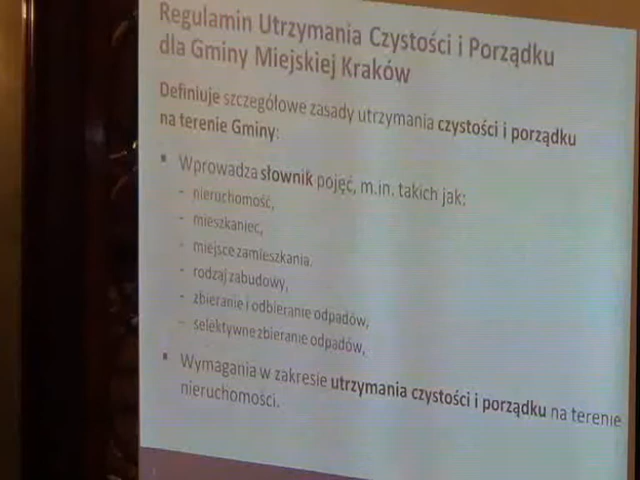 Regulamin Utrzymania Czystości i Porządku
dla Gminy Miejskiej Kraków
Definiuje szczegółowe zasady utrzymania czystości i porządku
na terenie Gminy:
▪ Wprowadza słownik pojęć, m.in. takich jak:
- nieruchomość,
- mieszkaniec,
- miejsce zamieszkania.
- rodzaj zabudowy,
- zbieranie i odbieranie odpadów,
- selektywne zbieranie odpadów,
▪ Wymagania w zakresie utrzymania czystości i porządku na terenie
nieruchomości.